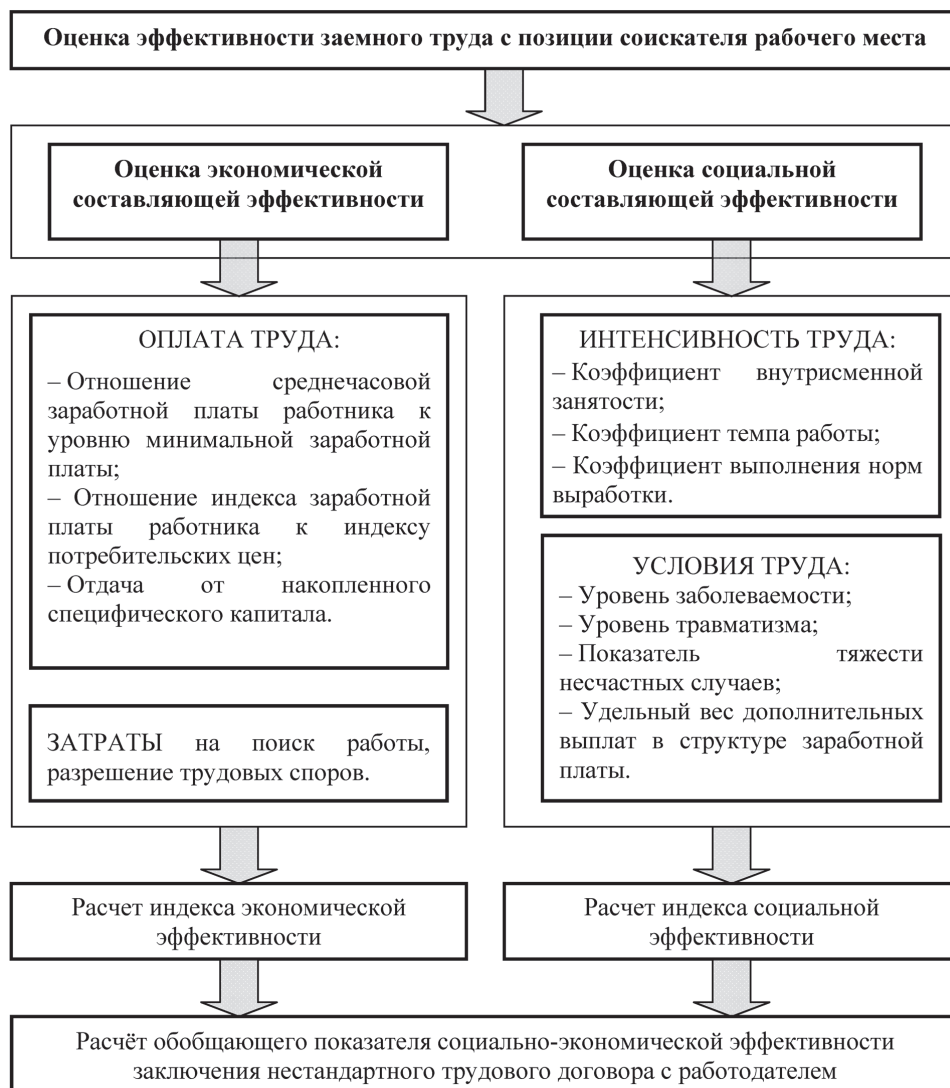 Оценка эффективности заемного труда с позиции соискателя рабочего места
Оценка экономической
составляющей эффективности
Оценка социальной
составляющей эффективности
ОПЛАТА ТРУДА:
– Отношение среднечасовой
заработной платы работника к
уровню минимальной заработной
платы;
– Отношение индекса заработной
платы работника к индексу
потребительских цен;
– Отдача от накопленного
специфического капитала.
ЗАТРАТЫ на поиск работы,
разрешение трудовых споров.
ИНТЕНСИВНОСТЬ ТРУДА:
– Коэффициент внутрисменной
занятости;
– Коэффициент темпа работы;
– Коэффициент выполнения норм
выработки.
УСЛОВИЯ ТРУДА:
– Уровень заболеваемости;
– Уровень травматизма;
– Показатель тяжести
несчастных случаев;
– Удельный вес дополнительных
выплат в структуре заработной
платы.
Расчет индекса экономической
эффективности
Расчет индекса социальной
эффективности
Расчёт обобщающего показателя социально-экономической эффективности
заключения нестандартного трудового договора с работодателем